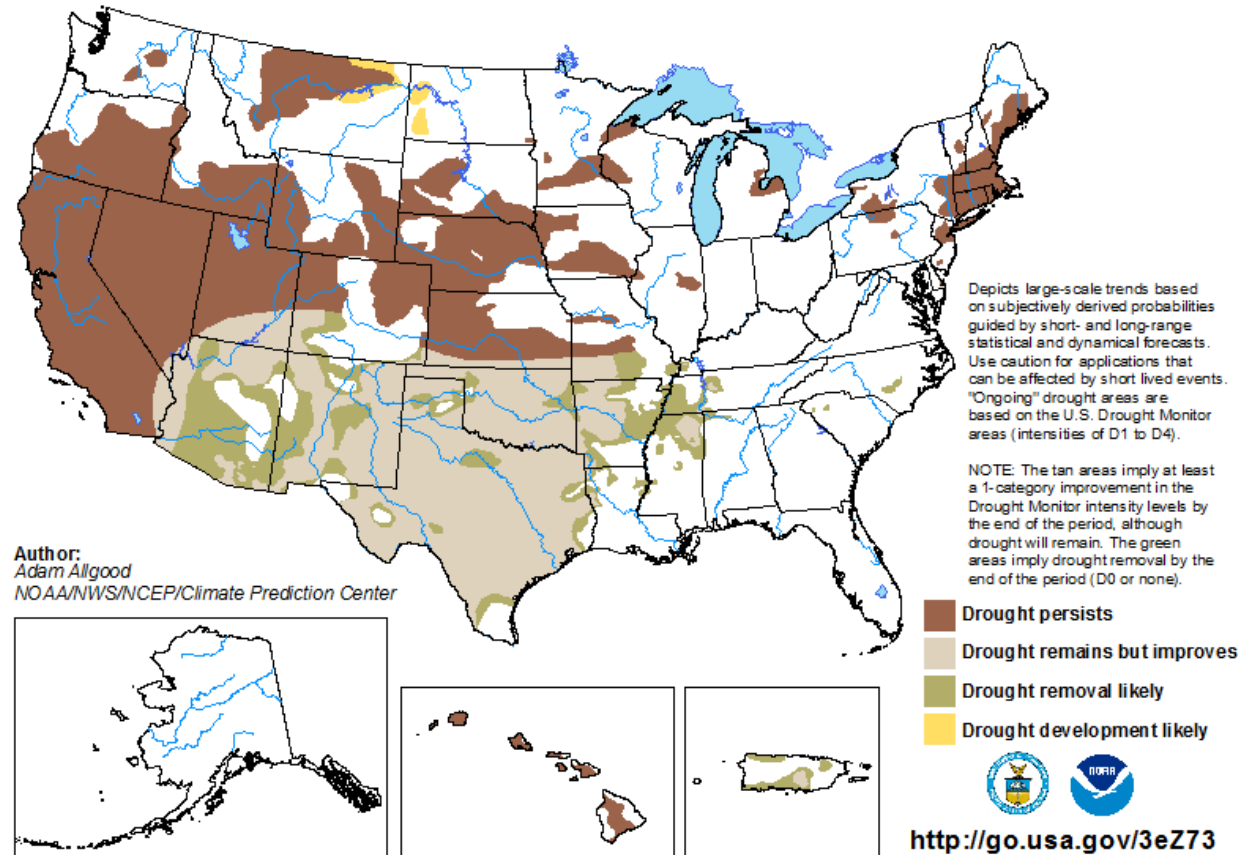 Depicts large-scale trends based
on subjectively derived probabilities
guided by short- and long-range
statistical and dynamical forecasts.
Use caution for applications that
can be affected by short lived events.
"Ongoing" drought areas are
based on the U.S. Drought Monitor
areas (intensities of D1 to D4).
NOTE: The tan areas imply at least
a 1-category improvement in the
Drought Monitor intensity levels by
the end of the period, although
drought will remain. The green
areas imply drought removal by the
end of the period (D0 or none).
Author:
Adam Allgood
NOAA/NWS/NCEP/Climate Prediction Center
Drought persists
Drought remains but improves
Drought removal likely
Drought development likely
NOAA
http://go.usa.gov/3eZ73